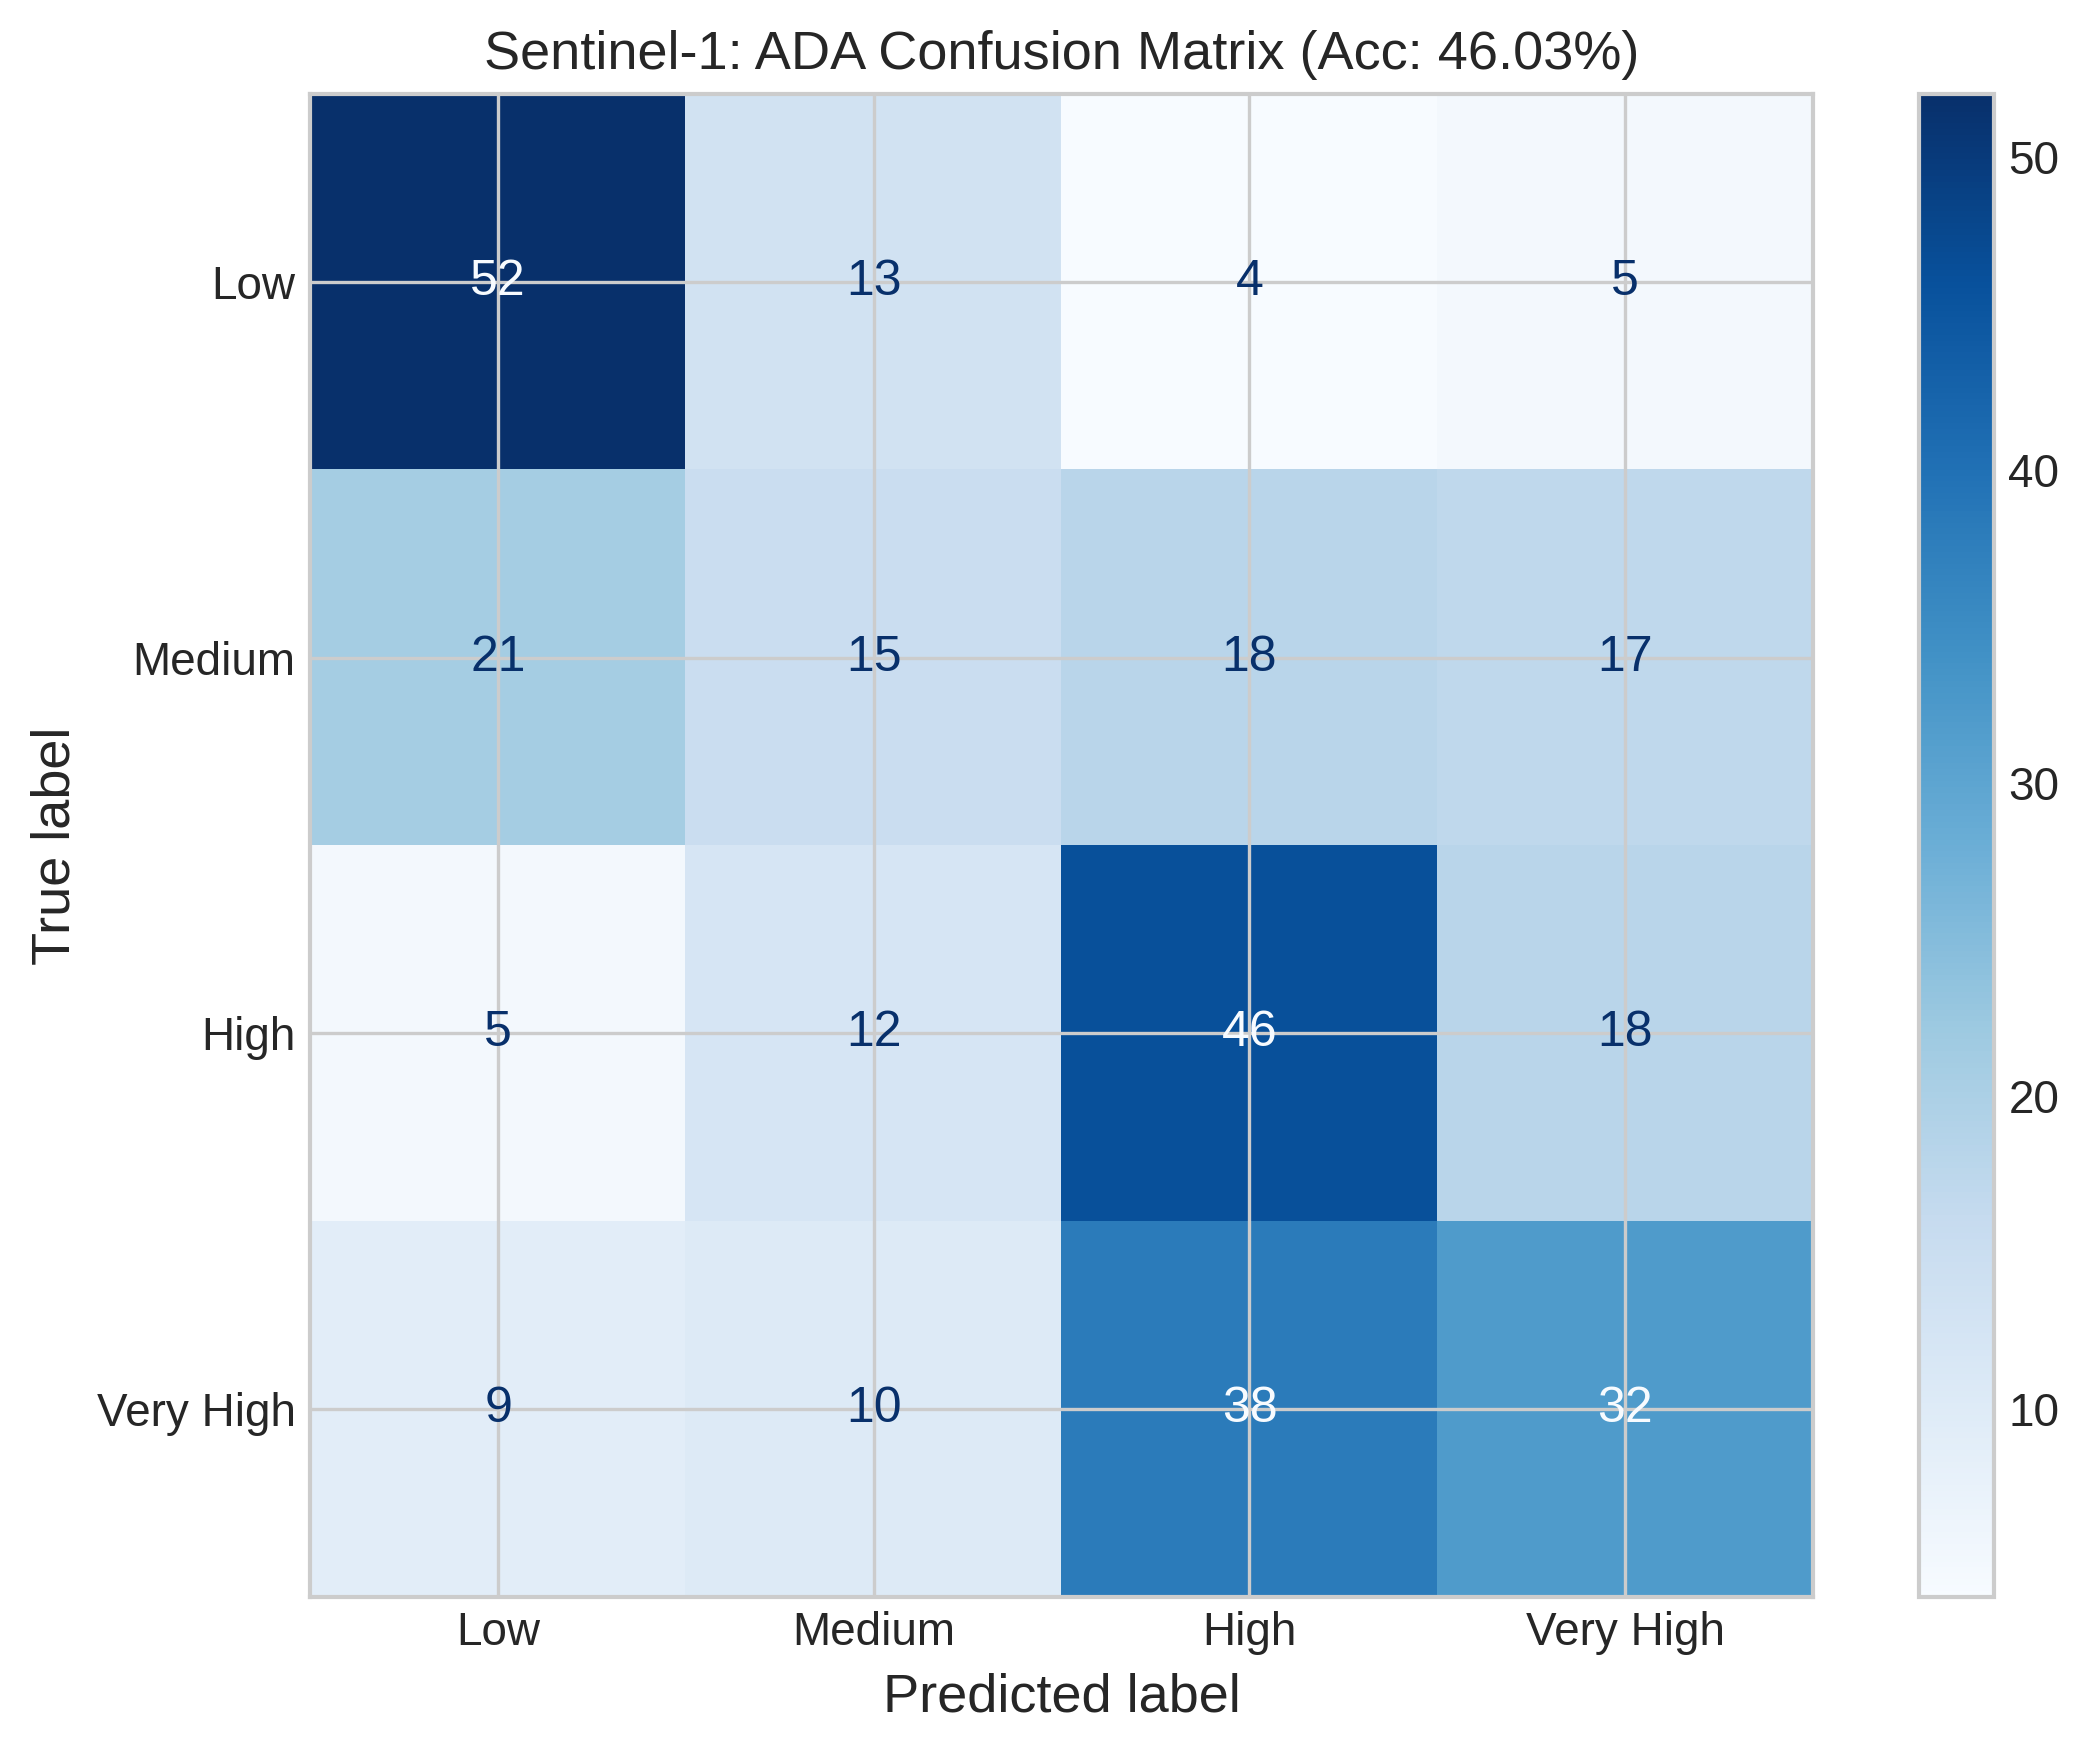 Sentinel-1: ADA Confusion Matrix (Acc: 46.03%)
True label
Low 52 13 4 5
Medium 21 15 18 17
High 5 12 46 18
Very High 9 10 38 32
Low Medium High Very High
Predicted label
50
40
30
20
10